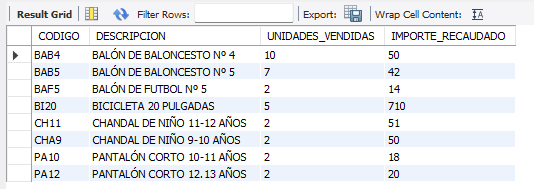 Result Grid Filter Rows: Export: Wrap Cell Content:
CODIGO DESCRIPCION UNIDADES_VENDIDAS IMPORTE_RECAUDADO
BAB4 BALÓN DE BALONCESTO Nº 4 10 50
BAB5 BALÓN DE BALONCESTO Nº 5 7 42
BAF5 BALÓN DE FUTBOL Nº 5 2 14
BI20 BICICLETA 20 PULGADAS 5 710
CH11 CHANDAL DE NIÑO 11-12 AÑOS 2 51
CHA9 CHANDAL DE NIÑO 9-10 AÑOS 2 50
PA10 PANTALÓN CORTO 10-11 AÑOS 2 18
PA12 PANTALÓN CORTO 12.13 AÑOS 2 20